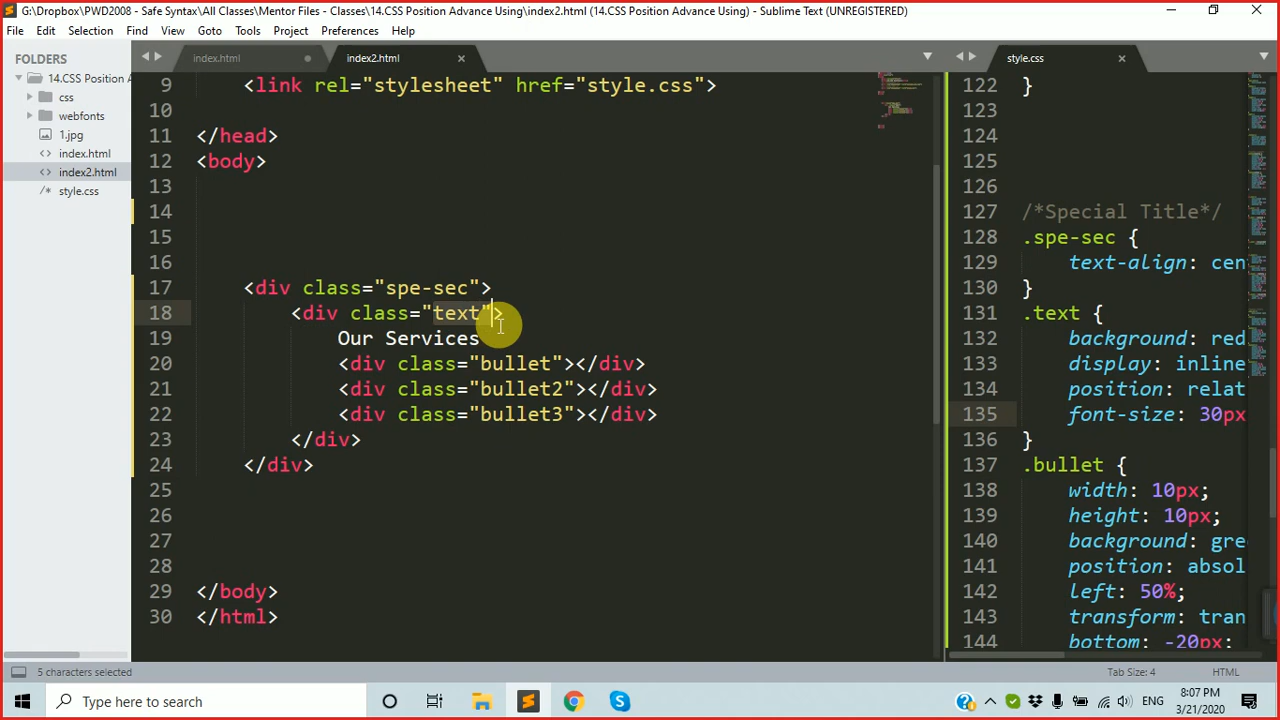 G:\Dropbox\PWD2008 - Safe Syntax\All Classes\Mentor Files - Classes\14.CSS Position Advance Using\index2.html (14.CSS Position Advance Using) - Sublime Text (UNREGISTERED)
File Edit Selection Find View Goto Tools Project Preferences Help
FOLDERS
14.CSS Position A
css
webfonts
1.jpg
index.html
index2.html
style.css
index.html index2.html
9 <link rel="stylesheet" href="style.css">
10
11 </head>
12 <body>
13
14
15
16
17 <div class="spe-sec">
18 <div class="text">
19 Our Services
20 <div class="bullet"></div>
21 <div class="bullet2"></div>
22 <div class="bullet3"></div>
23 </div>
24 </div>
25
26
27
28
29 </body>
30 </html>
style.css
122 }
123
124
125
126
127 /*Special Title*/
128 .spe-sec {
129 text-align: cen
130 }
131 .text {
132 background: red
133 display: inline
134 position: relat
135 font-size: 30px
136 }
137 .bullet {
138 width: 10px;
139 height: 10px;
140 background: gre
141 position: absol
142 left: 50%;
143 transform: tran
144 bottom: -20px;
5 characters selected
Tab Size: 4 HTML
Type here to search
ENG
8:07 PM
3/21/2020